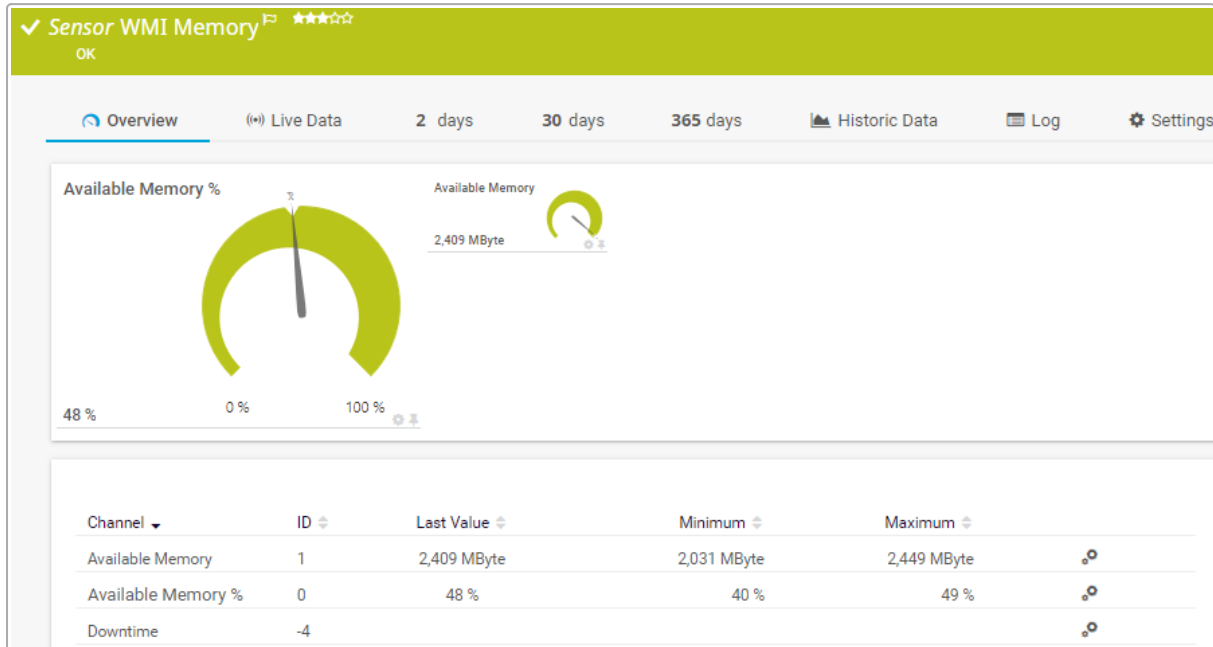 Sensor WMI Memory
OK
Overview Live Data 2 days 30 days 365 days Historic Data Log Settings
Available Memory %
48 %
0 %
100 %
Available Memory
2,409 MByte
Channel ID Last Value Minimum Maximum
Available Memory 1 2,409 MByte 2,031 MByte 2,449 MByte
Available Memory % 0 48 % 40 % 49 %
Downtime -4